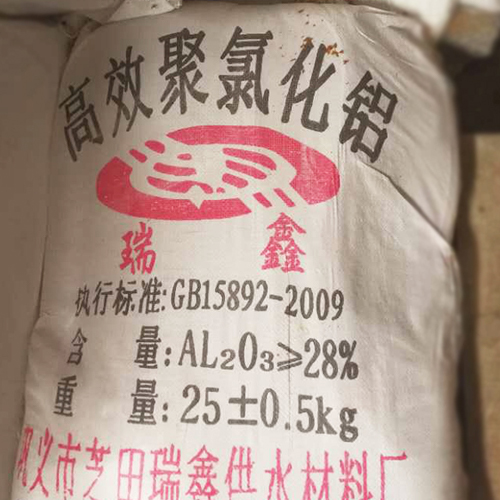 高效聚氯化铝
瑞鑫
执行标准:GB15892-2009
含量:AL₂O₃≥28%
重量:25±0.5kg
巩义市芝田瑞鑫供水材料厂